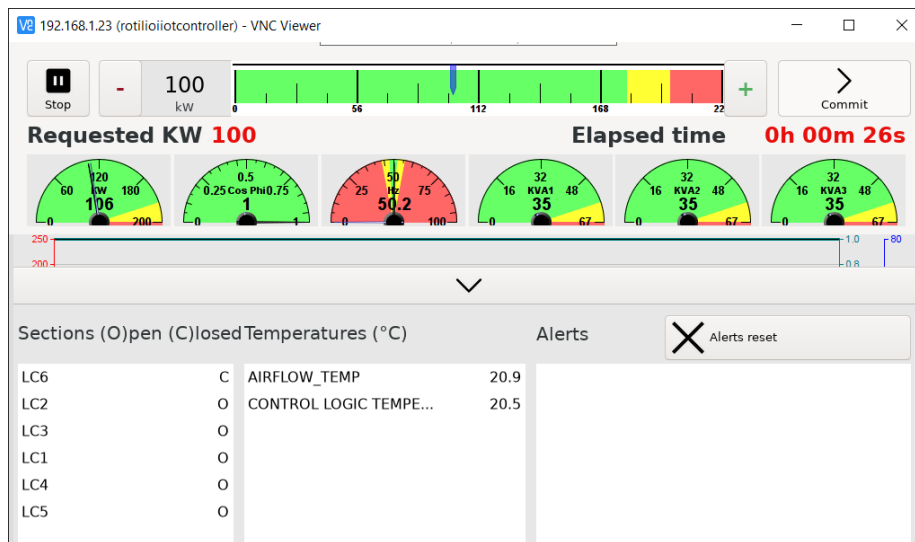 192.168.1.23 (rotilioiiotcontroller) - VNC Viewer
Stop
-
100
kW
0 56 112 168 22
+
Commit
Requested KW 100
Elapsed time 0h 00m 26s
60 120 180
KW
106
0 200
0.25 0.5 0.75
Cos Phi
1
0 1
25 50 75
Hz
50.2
0 100
16 32 48
KVA1
35
0 67
16 32 48
KVA2
35
0 67
16 32 48
KVA3
35
0 67
250
200
1.0
0.8
80
Sections (O)pen (C)losed
LC6 C
LC2 O
LC3 O
LC1 O
LC4 O
LC5 O
Temperatures (°C)
AIRFLOW_TEMP 20.9
CONTROL LOGIC TEMPE... 20.5
Alerts
Alerts reset